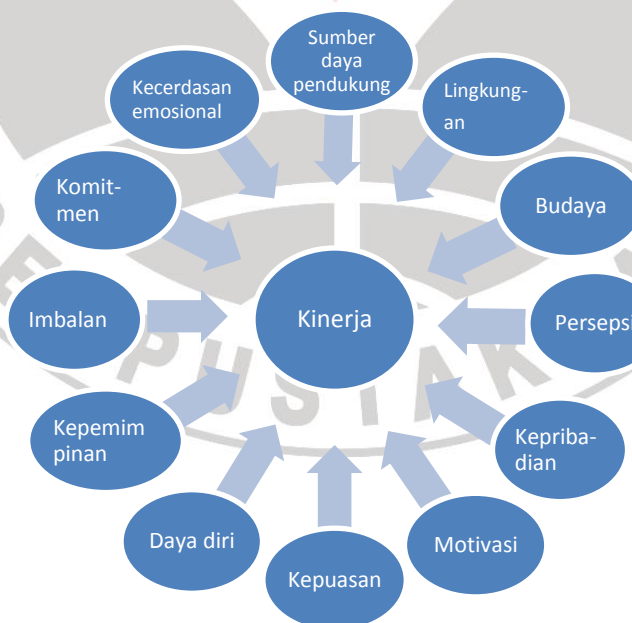 Sumber
daya
pendukung
Kecerdasan
emosional
Lingkung-
an
Komit-
men
Budaya
Imbalan
Kinerja
Persepsi
Kepemim
pinan
Kepriba-
dian
Daya diri
Motivasi
Kepuasan
PUSTAK